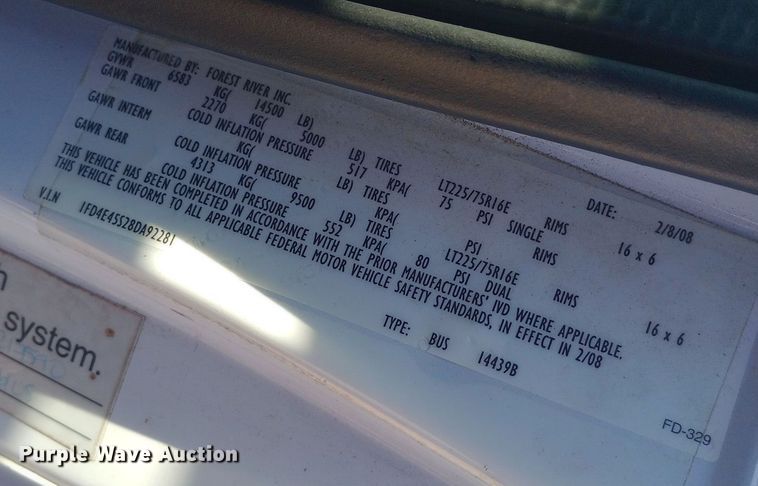 MANUFACTURED BY: FOREST RIVER INC. DATE: 2/8/08
GVWR 6583 KG( 14500 LB)
GAWR FRONT 2270 KG( 5000 LB) TIRES LT225/75R16E RIMS 16 x 6
COLD INFLATION PRESSURE 517 KPA( 75 PSI SINGLE
GAWR INTERM KG( LB) TIRES RIMS
COLD INFLATION PRESSURE KPA( PSI
GAWR REAR 4313 KG( 9500 LB) TIRES LT225/75R16E RIMS 16 x 6
COLD INFLATION PRESSURE 552 KPA( 80 PSI DUAL
THIS VEHICLE HAS BEEN COMPLETED IN ACCORDANCE WITH THE PRIOR MANUFACTURERS' IVD WHERE APPLICABLE.
THIS VEHICLE CONFORMS TO ALL APPLICABLE FEDERAL MOTOR VEHICLE SAFETY STANDARDS, IN EFFECT IN 2/08
V.I.N 1FD4E45S28DA92281 TYPE: BUS 14439B
FD-329
system.
Purple Wave Auction